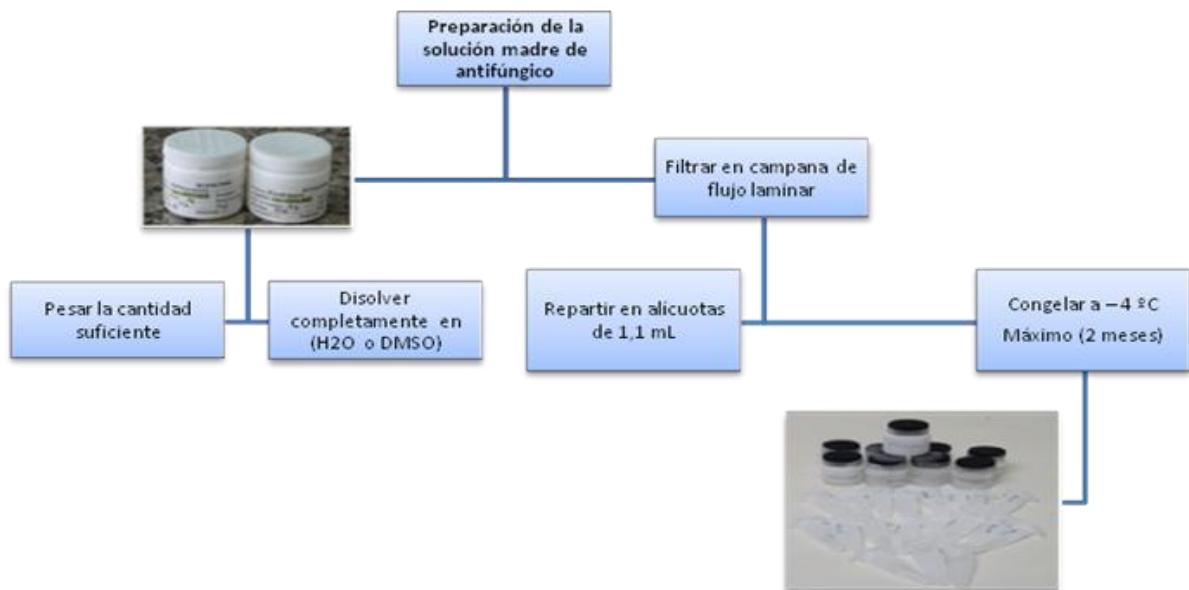 Preparación de la
solución madre de
antifúngico
Filtrar en campana de
flujo laminar
Pesar la cantidad
suficiente
Disolver
completamente en
(H2O o DMSO)
Repartir en alícuotas
de 1,1 mL
Congelar a –4 ºC
Máximo (2 meses)